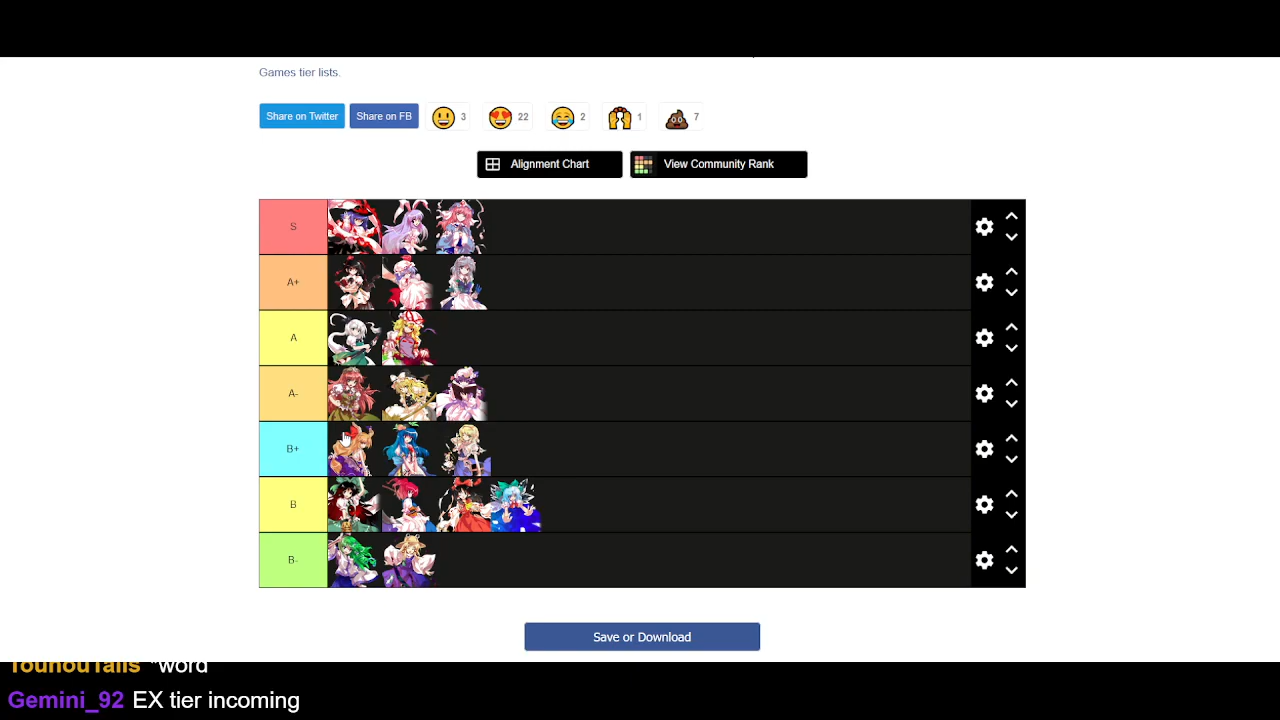 Games tier lists.
Share on Twitter Share on FB 3 22 2 1 7
Alignment Chart View Community Rank
S
A+
A
A-
B+
B
B-
Save or Download
TouhouTails *word
Gemini_92 EX tier incoming